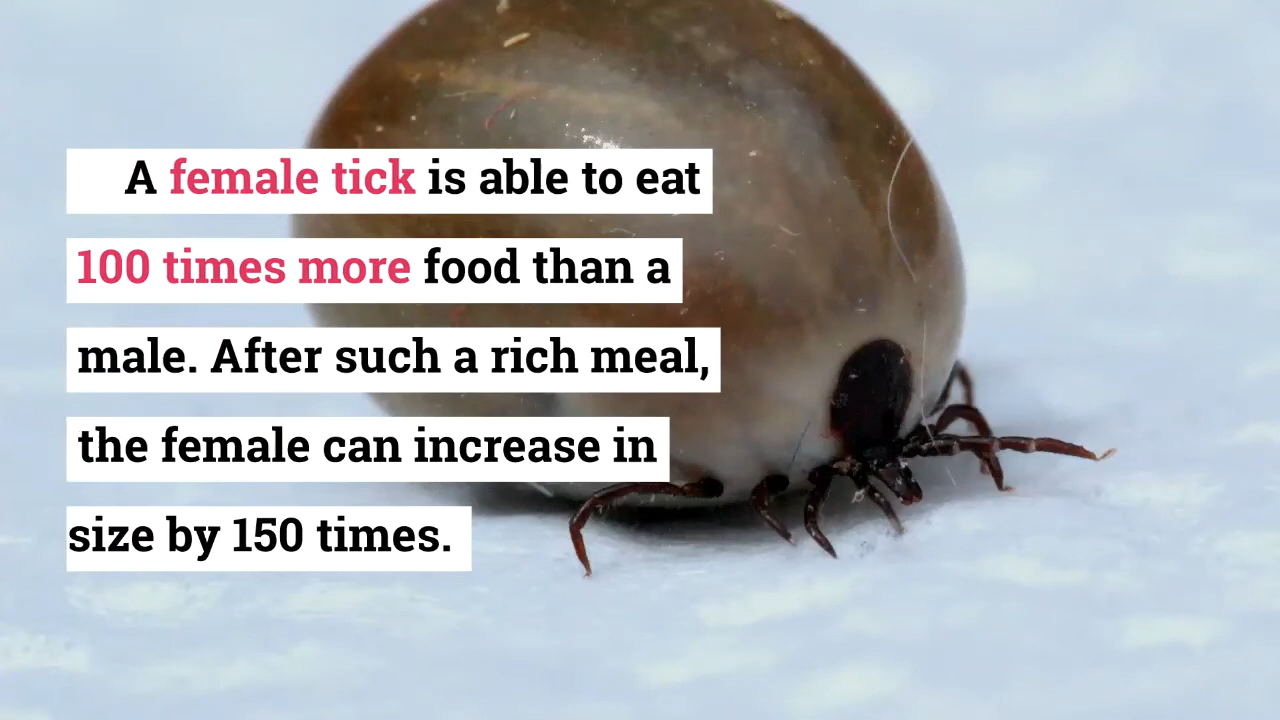 A female tick is able to eat
100 times more food than a
male. After such a rich meal,
the female can increase in
size by 150 times.